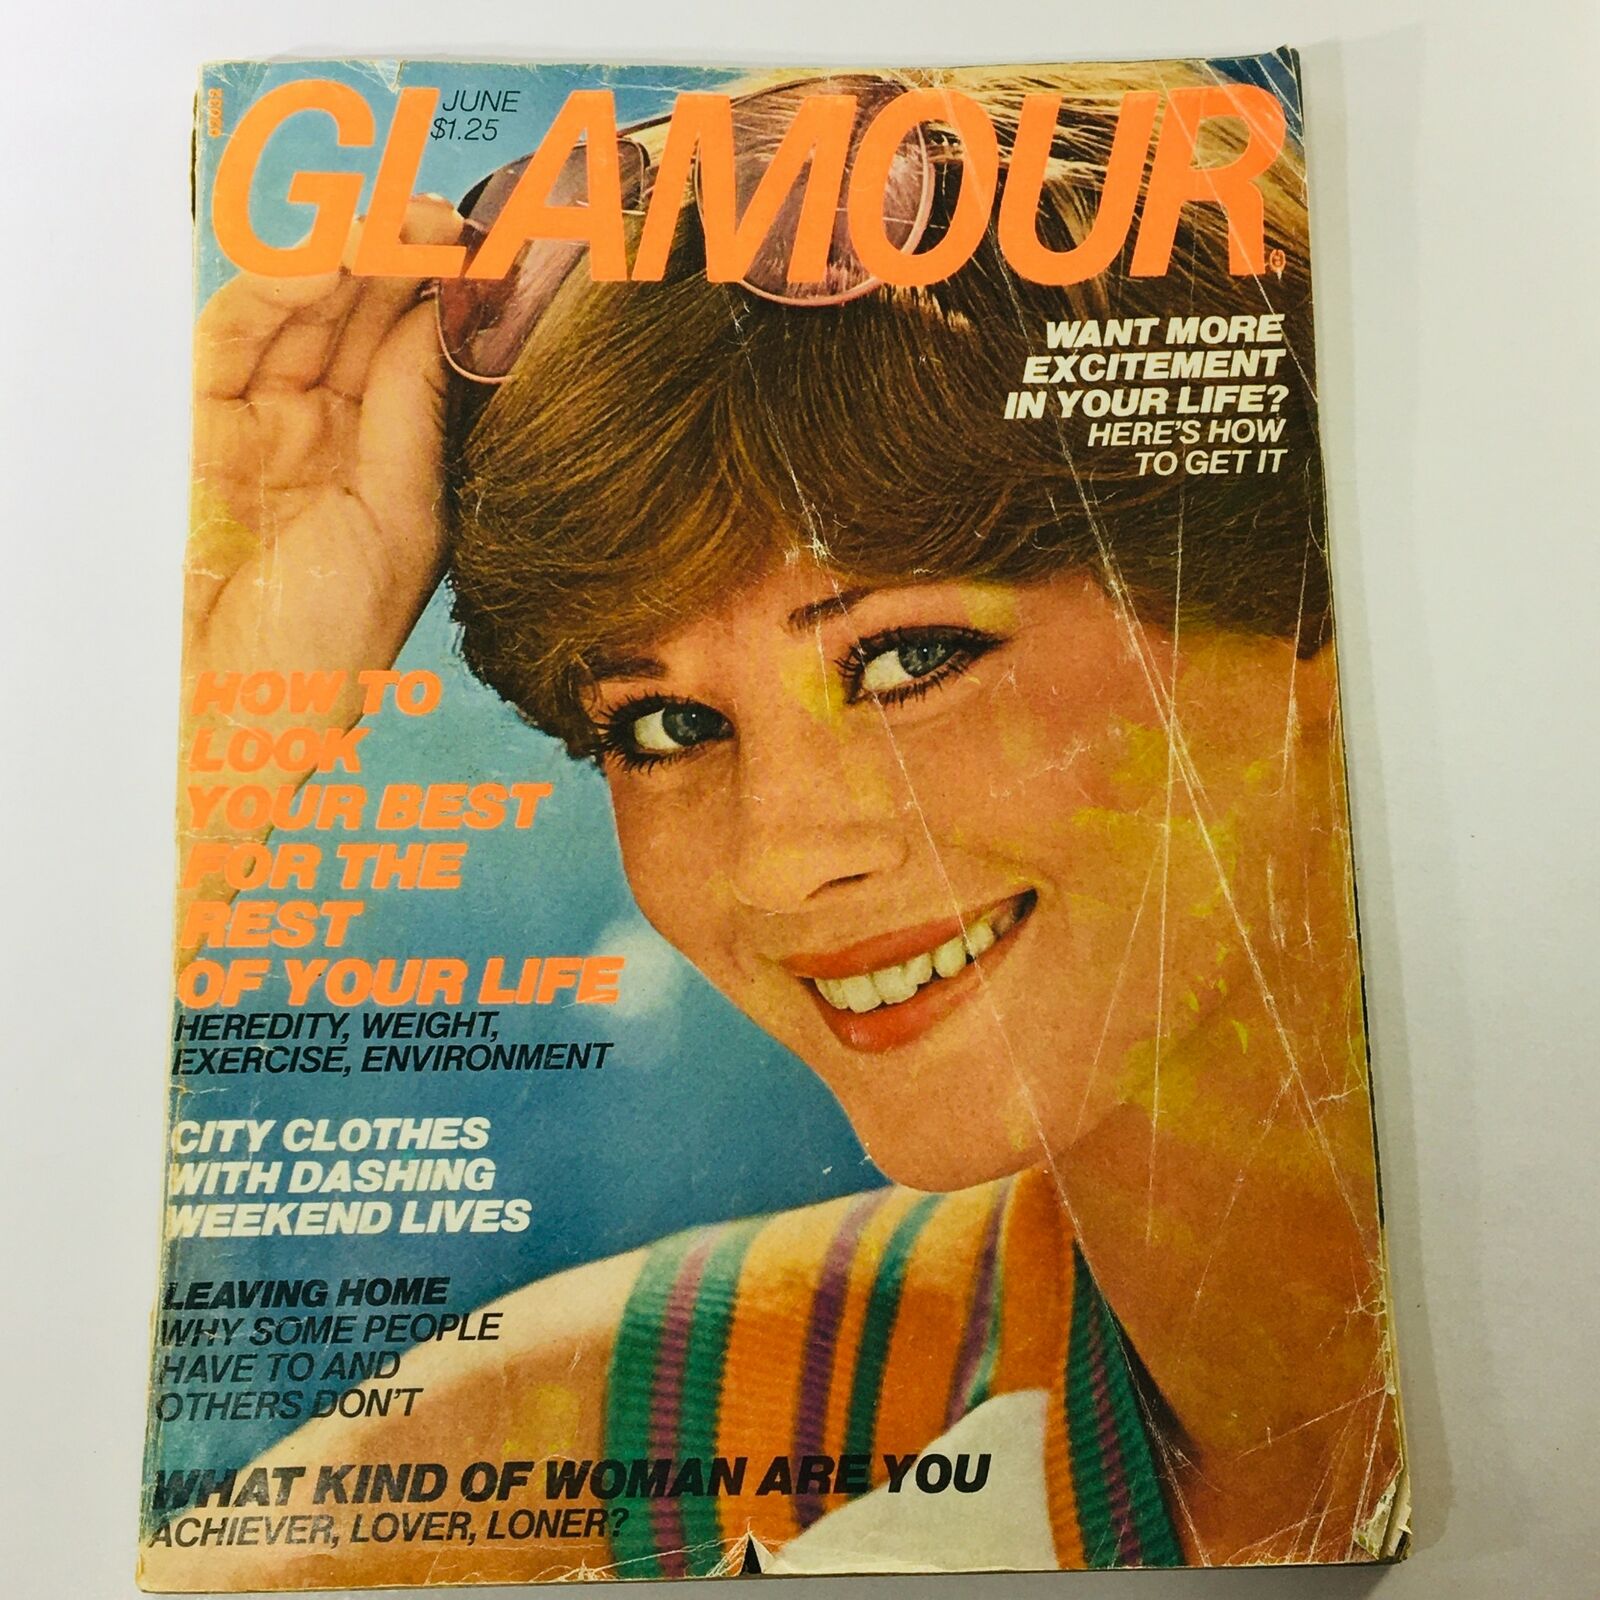 02032
JUNE
$1.25
GLAMOUR
WANT MORE
EXCITEMENT
IN YOUR LIFE?
HERE'S HOW
TO GET IT
HOW TO
LOOK
YOUR BEST
FOR THE
REST
OF YOUR LIFE
HEREDITY, WEIGHT,
EXERCISE, ENVIRONMENT
CITY CLOTHES
WITH DASHING
WEEKEND LIVES
LEAVING HOME
WHY SOME PEOPLE
HAVE TO AND
OTHERS DON'T
WHAT KIND OF WOMAN ARE YOU
ACHIEVER, LOVER, LONER?